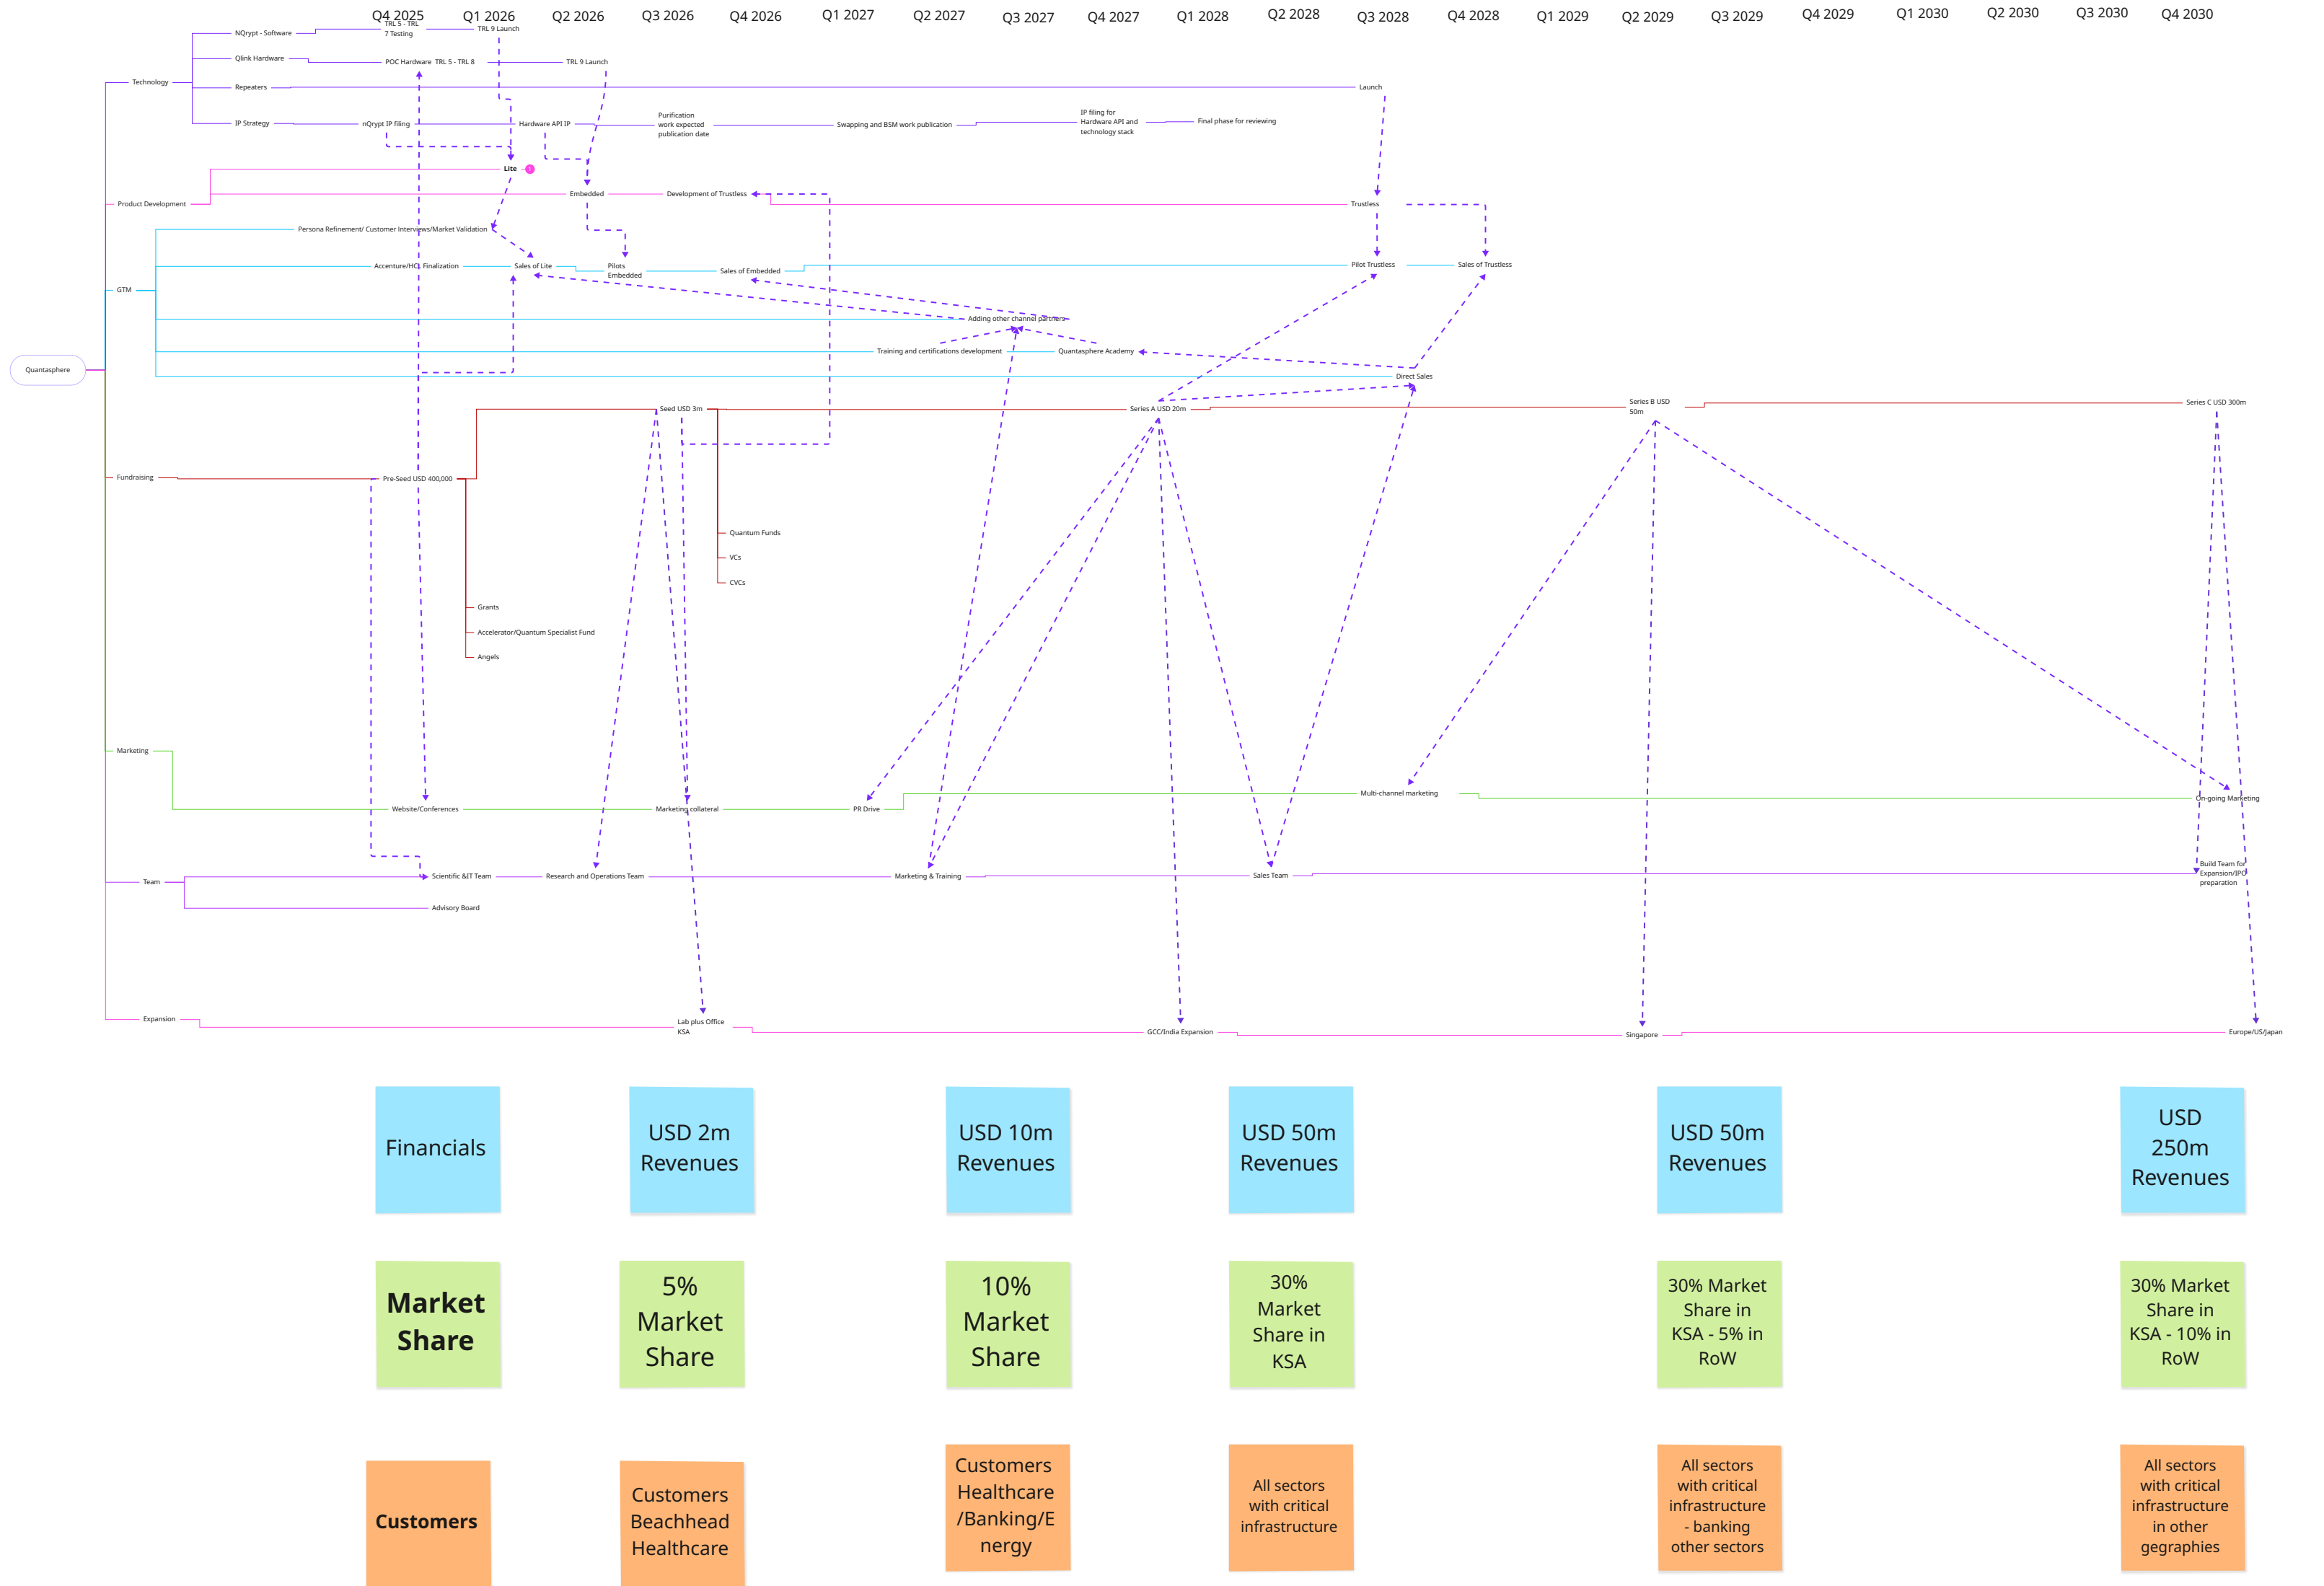 Q4 2025
Q1 2026
Q2 2026
Q3 2026
Q4 2026
Q1 2027
Q2 2027
Q3 2027
Q4 2027
Q1 2028
Q2 2028
Q3 2028
Q4 2028
Q1 2029
Q2 2029
Q3 2029
Q4 2029
Q1 2030
Q2 2030
Q3 2030
Q4 2030
Quantasphere
Technology
NQrypt - Software
TRL 5 - TRL
7 Testing
TRL 9 Launch
Qlink Hardware
POC Hardware TRL 5 - TRL 8
TRL 9 Launch
Repeaters
Launch
IP Strategy
nQrypt IP filing
Hardware API IP
Purification
work expected
publication date
Swapping and BSM work publication
IP filing for
Hardware API and
technology stack
Final phase for reviewing
Product Development
Lite
Embedded
Development of Trustless
Trustless
GTM
Persona Refinement/ Customer Interviews/Market Validation
Accenture/HCL Finalization
Sales of Lite
Pilots
Embedded
Sales of Embedded
Pilot Trustless
Sales of Trustless
Adding other channel partners
Training and certifications development
Quantasphere Academy
Direct Sales
Fundraising
Pre-Seed USD 400,000
Seed USD 3m
Series A USD 20m
Series B USD
50m
Series C USD 300m
Quantum Funds
VCs
CVCs
Grants
Accelerator/Quantum Specialist Fund
Angels
Marketing
Website/Conferences
Marketing collateral
PR Drive
Multi-channel marketing
On-going Marketing
Team
Scientific &IT Team
Research and Operations Team
Marketing & Training
Sales Team
Build Team for
Expansion/IPO
preparation
Advisory Board
Expansion
Lab plus Office
KSA
GCC/India Expansion
Singapore
Europe/US/Japan
Financials
USD 2m
Revenues
USD 10m
Revenues
USD 50m
Revenues
USD 50m
Revenues
USD
250m
Revenues
Market
Share
5%
Market
Share
10%
Market
Share
30%
Market
Share in
KSA
30% Market
Share in
KSA - 5% in
RoW
30% Market
Share in
KSA - 10% in
RoW
Customers
Customers
Beachhead
Healthcare
Customers
Healthcare
/Banking/E
nergy
All sectors
with critical
infrastructure
All sectors
with critical
infrastructure
- banking
other sectors
All sectors
with critical
infrastructure
in other
gegraphies